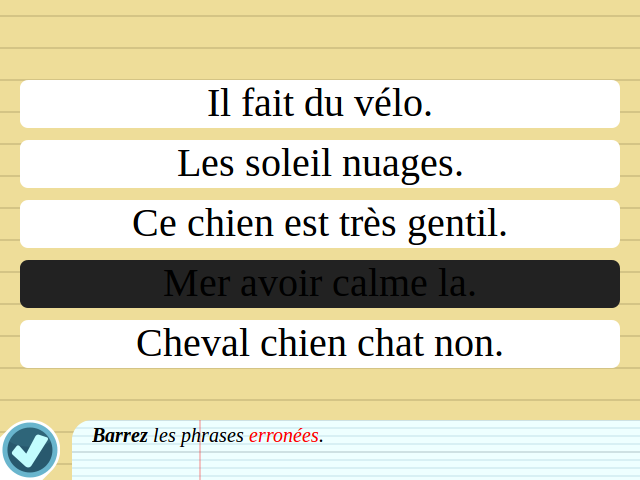 Il fait du vélo.
Les soleil nuages.
Ce chien est très gentil.
Mer avoir calme la.
Cheval chien chat non.
Barrez les phrases erronées.